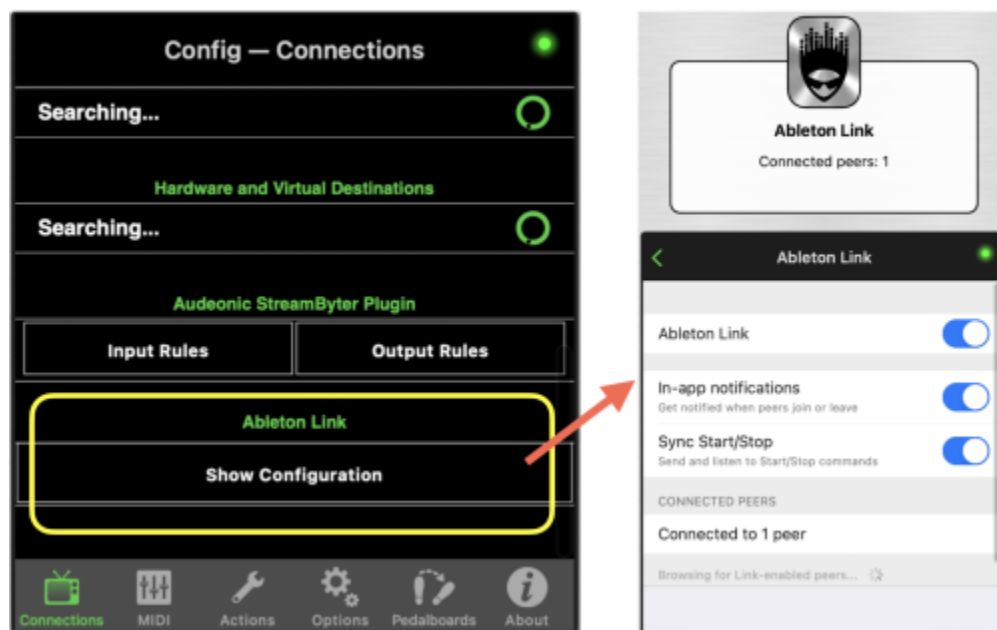 Config — Connections
Searching...
Hardware and Virtual Destinations
Searching...
Audeonic StreamByter Plugin
Input Rules
Output Rules
Ableton Link
Show Configuration
Connections
MIDI
Actions
Options
Pedalboards
About
Ableton Link
Connected peers: 1
Ableton Link
Ableton Link
In-app notifications
Get notified when peers join or leave
Sync Start/Stop
Send and listen to Start/Stop commands
CONNECTED PEERS
Connected to 1 peer
Browsing for Link-enabled peers...